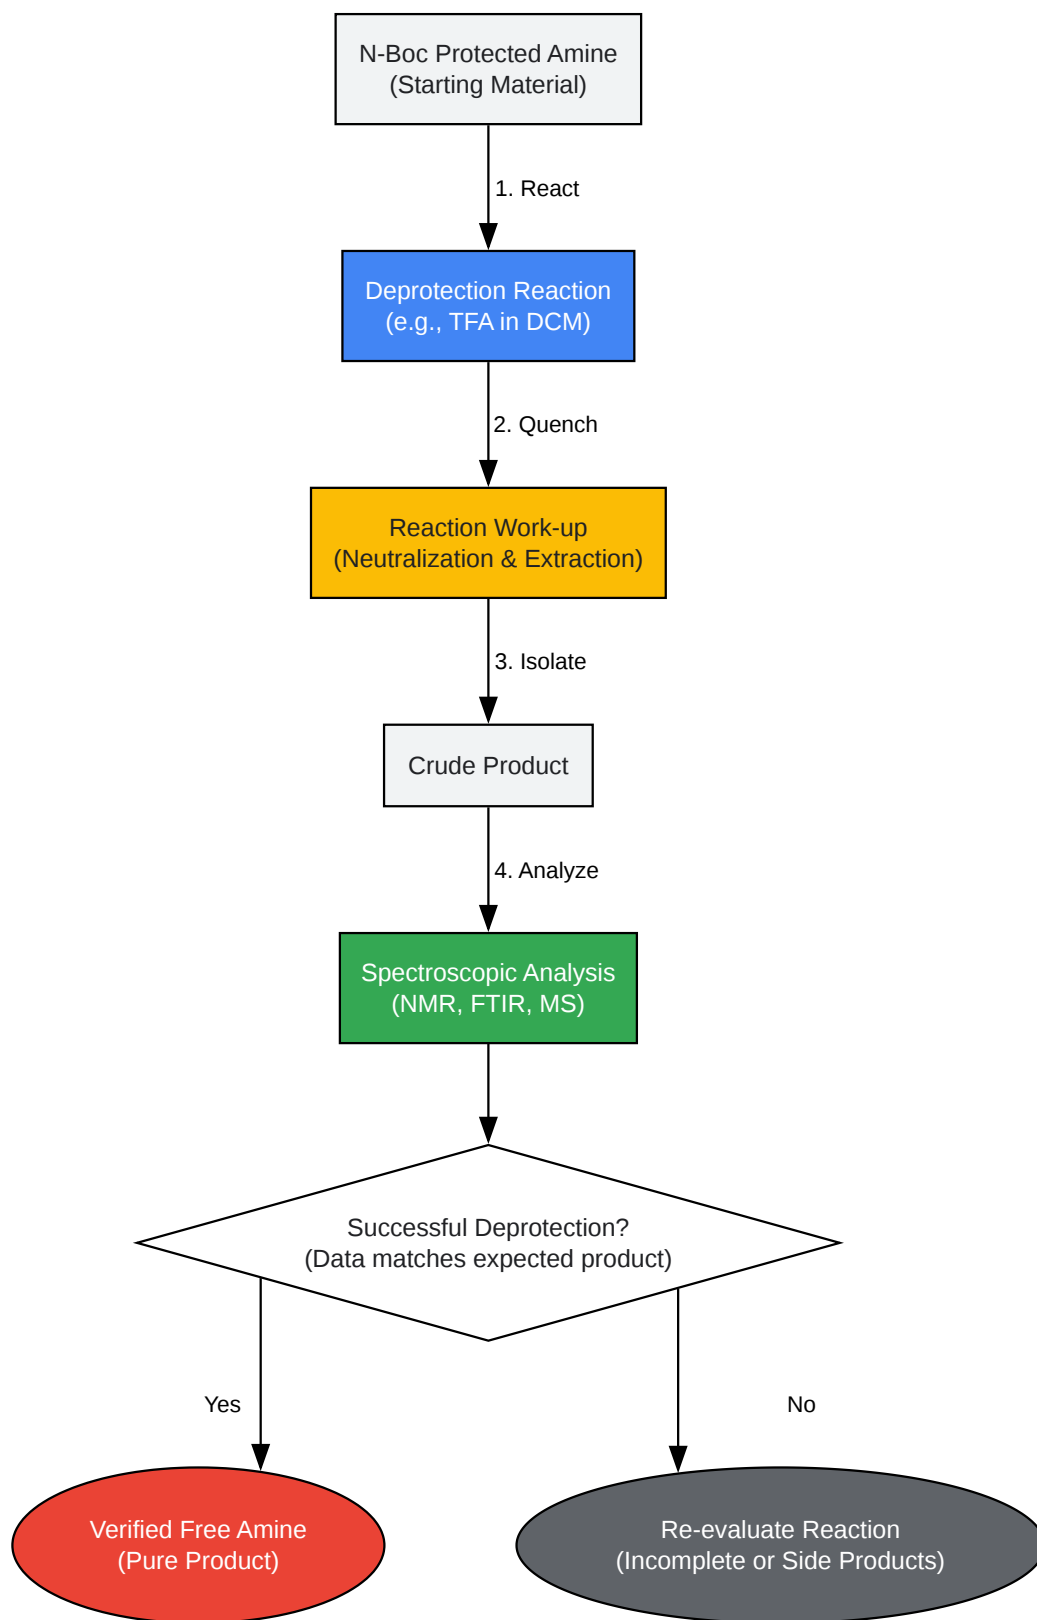 N-Boc Protected Amine
(Starting Material)
1. React
Deprotection Reaction
(e.g., TFA in DCM)
2. Quench
Reaction Work-up
(Neutralization & Extraction)
3. Isolate
Crude Product
4. Analyze
Spectroscopic Analysis
(NMR, FTIR, MS)
Successful Deprotection?
(Data matches expected product)
Yes
No
Verified Free Amine
(Pure Product)
Re-evaluate Reaction
(Incomplete or Side Products)